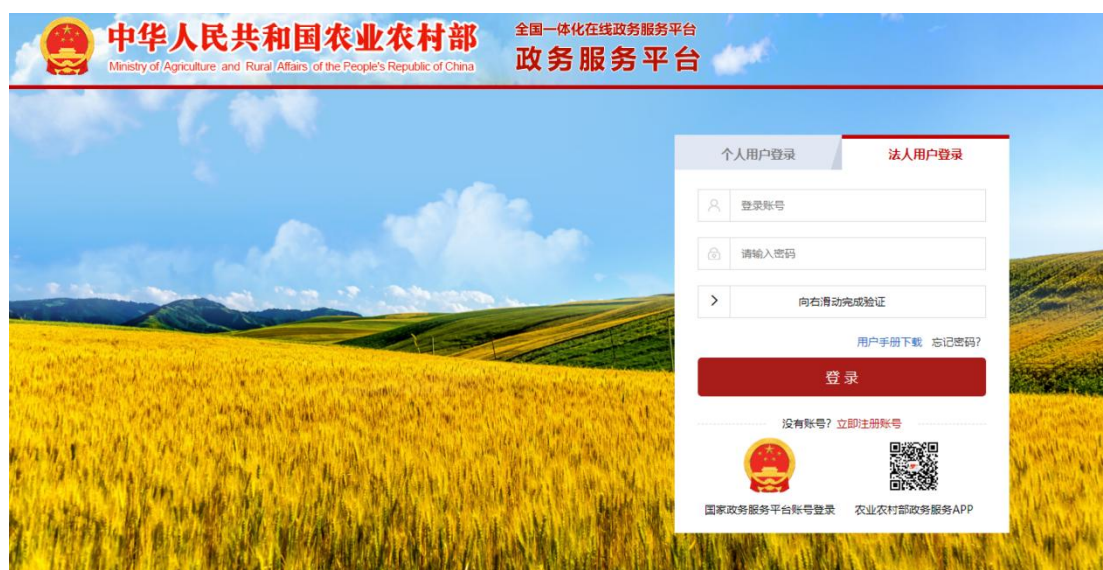 中华人民共和国农业农村部
Ministry of Agriculture and Rural Affairs of the People's Republic of China
全国一体化在线政务服务平台
政务服务平台
个人用户登录
法人用户登录
登录账号
请输入密码
向右滑动完成验证
用户手册下载 忘记密码?
登录
没有账号? 立即注册账号
国家政务服务平台账号登录
农业农村部政务服务APP